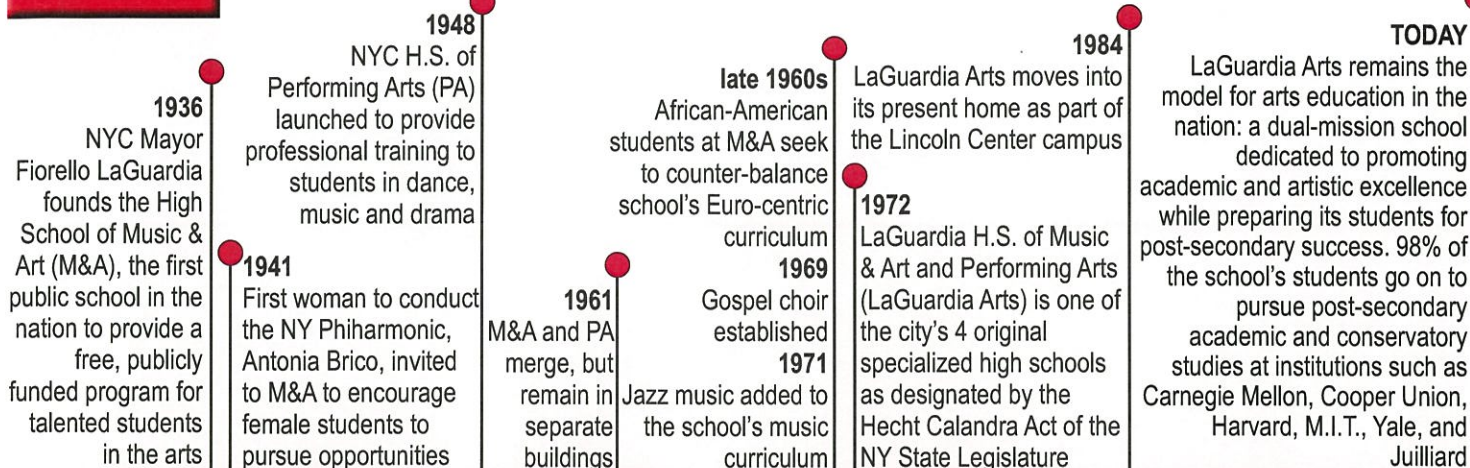 1936
NYC Mayor
Fiorello LaGuardia
founds the High
School of Music &
Art (M&A), the first
public school in the
nation to provide a
free, publicly
funded program for
talented students
in the arts
1941
First woman to conduct
the NY Phiharmonic,
Antonia Brico, invited
to M&A to encourage
female students to
pursue opportunities
1948
NYC H.S. of
Performing Arts (PA)
launched to provide
professional training to
students in dance,
music and drama
1961
M&A and PA
merge, but
remain in
separate
buildings
late 1960s
African-American
students at M&A seek
to counter-balance
school's Euro-centric
curriculum
1969
Gospel choir
established
1971
Jazz music added to
the school's music
curriculum
1972
LaGuardia H.S. of Music
& Art and Performing Arts
(LaGuardia Arts) is one of
the city's 4 original
specialized high schools
as designated by the
Hecht Calandra Act of the
NY State Legislature
1984
LaGuardia Arts moves into
its present home as part of
the Lincoln Center campus
TODAY
LaGuardia Arts remains the
model for arts education in the
nation: a dual-mission school
dedicated to promoting
academic and artistic excellence
while preparing its students for
post-secondary success. 98% of
the school's students go on to
pursue post-secondary
academic and conservatory
studies at institutions such as
Carnegie Mellon, Cooper Union,
Harvard, M.I.T., Yale, and
Juilliard